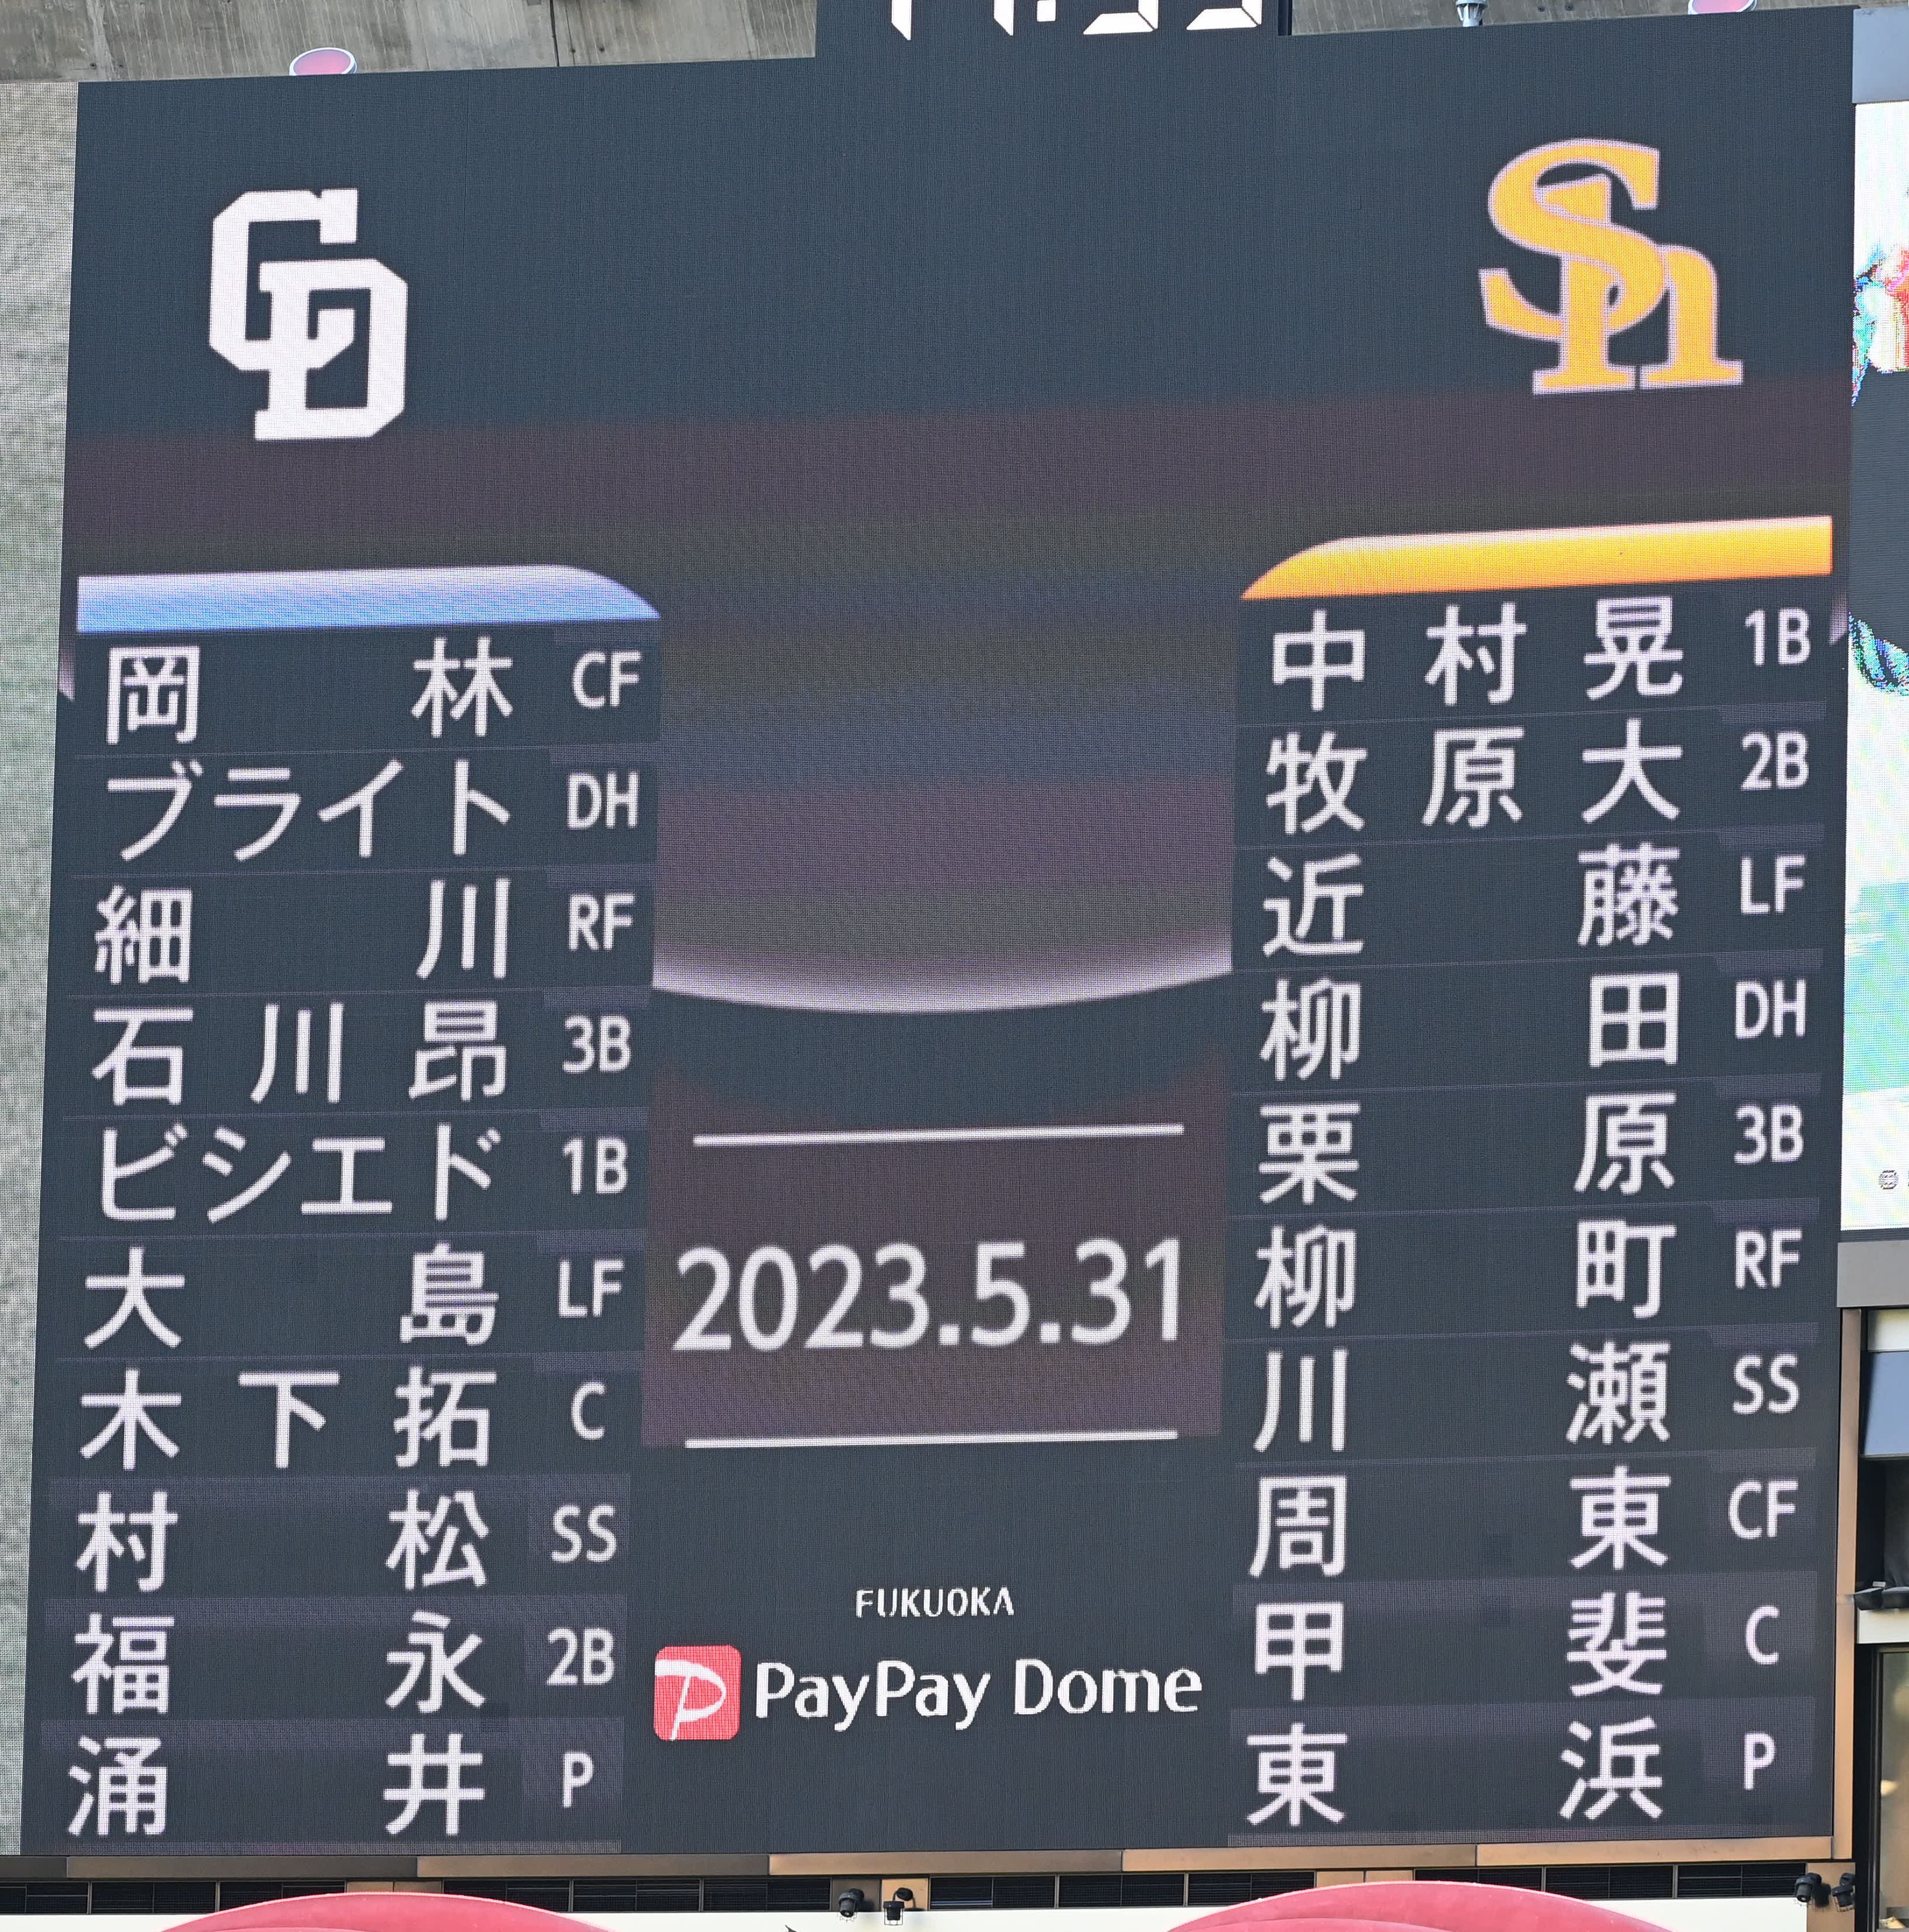 CD
Sh
岡林 CF
ブライト DH
細川 RF
石川昂 3B
ビシエド 1B
大島 LF
木下拓 C
村松 SS
福永 2B
涌井 P
2023.5.31
FUKUOKA
PayPay Dome
中村晃 1B
牧原大 2B
近藤 LF
柳田 DH
栗原 3B
柳町 RF
川瀬 SS
周東 CF
甲斐 C
東浜 P